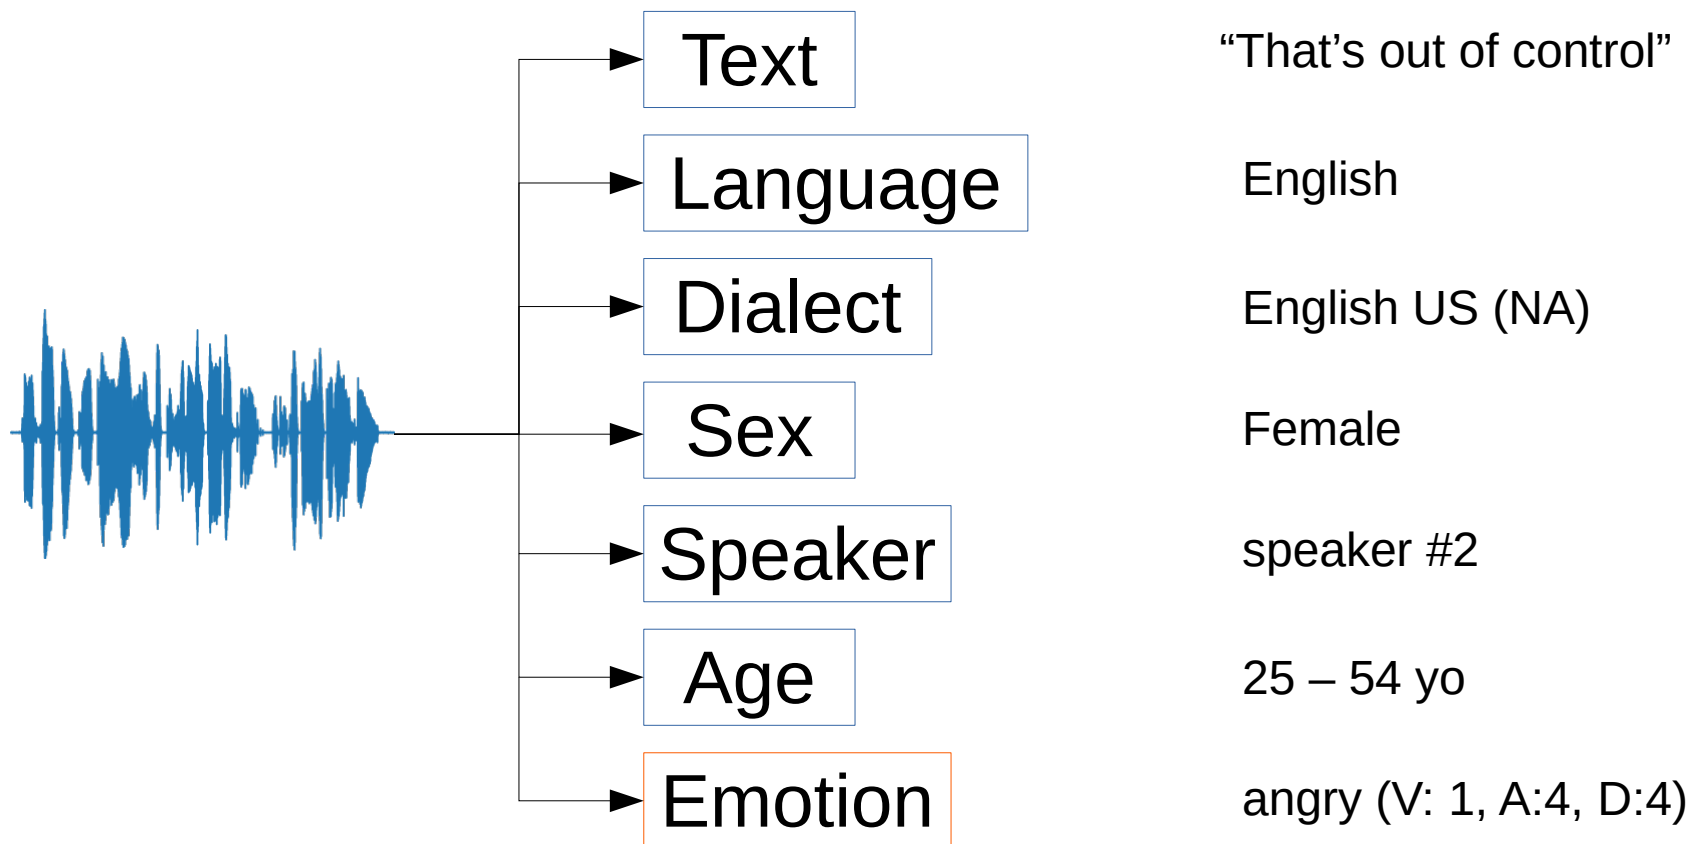 Text “That’s out of control”
Language English
Dialect English US (NA)
Sex Female
Speaker speaker #2
Age 25 – 54 yo
Emotion angry (V: 1, A:4, D:4)